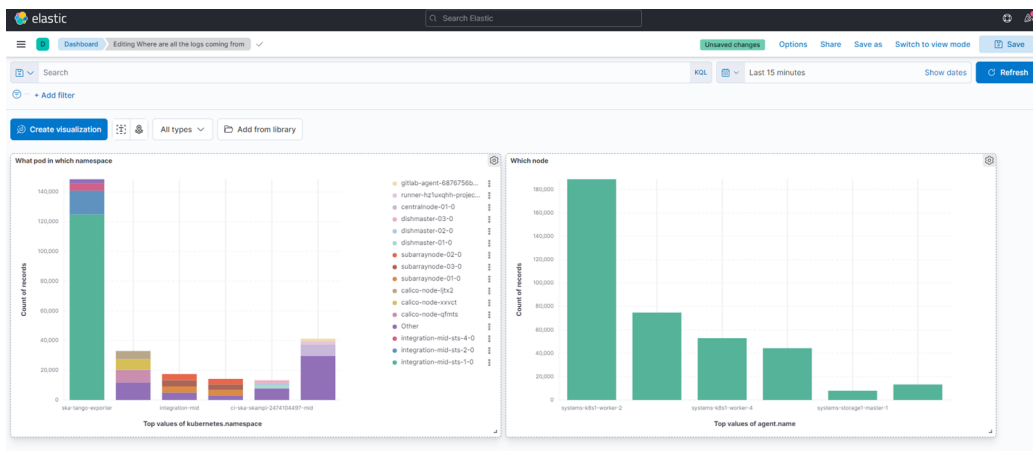 elastic
Search Elastic
D
Dashboard
Editing Where are all the logs coming from
Unsaved changes
Options
Share
Save as
Switch to view mode
Save
Search
KQL
Last 15 minutes
Show dates
Refresh
+ Add filter
Create visualization
All types
Add from library
What pod in which namespace
140,000
120,000
100,000
80,000
60,000
40,000
20,000
0
Count of records
ska-tango-exporter
integration-mid
ci-ska-skampi-2474104497-mid
Top values of kubernetes.namespace
gitlab-agent-6876756b...
runner-hz1uxqhh-projec...
centralnode-01-0
dishmaster-03-0
dishmaster-02-0
dishmaster-01-0
subarraynode-02-0
subarraynode-03-0
subarraynode-01-0
calico-node-ljtx2
calico-node-xxvct
calico-node-qfmts
Other
integration-mid-sts-4-0
integration-mid-sts-2-0
integration-mid-sts-1-0
Which node
180,000
160,000
140,000
120,000
100,000
80,000
60,000
40,000
20,000
0
Count of records
systems-k8s1-worker-2
systems-k8s1-worker-4
systems-storage1-master-1
Top values of agent.name